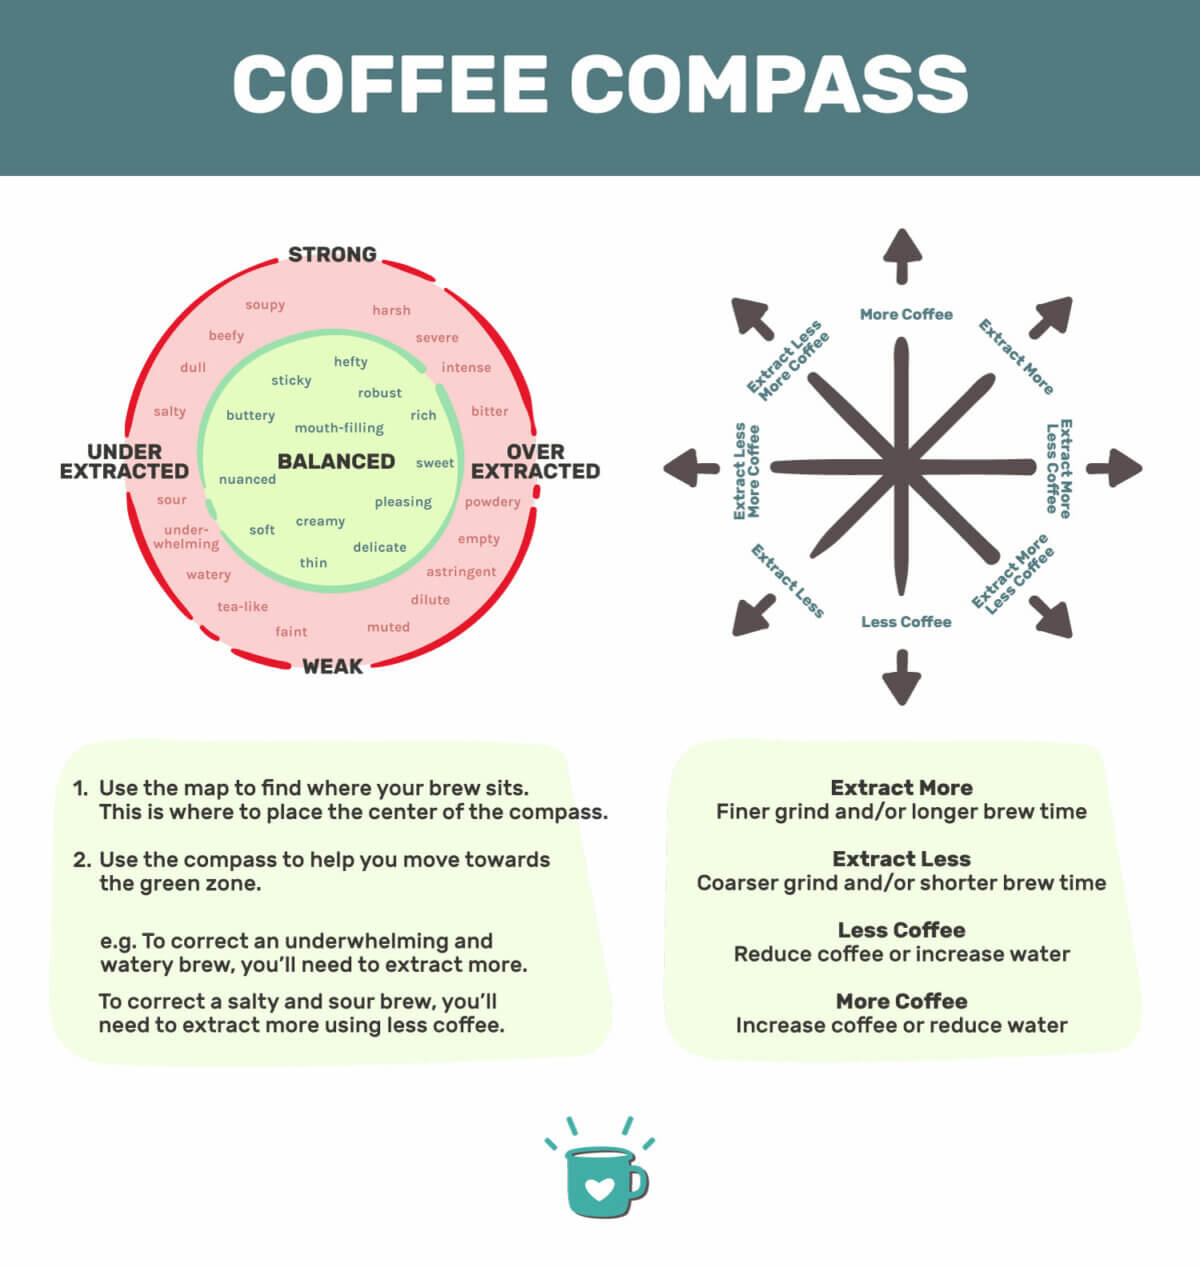 COFFEE COMPASS
STRONG
soupy
harsh
beefy
severe
dull
intense
salty
bitter
hefty
sticky
robust
buttery
rich
mouth-filling
UNDER
EXTRACTED
BALANCED
sweet
OVER
EXTRACTED
nuanced
pleasing
soft
creamy
delicate
thin
sour
powdery
under-
whelming
empty
watery
astringent
tea-like
dilute
faint
muted
WEAK
More Coffee
Extract Less
More Coffee
Extract More
Extract Less
More Coffee
Extract More
Less Coffee
Extract Less
Extract More
Less Coffee
Less Coffee
1. Use the map to find where your brew sits.
This is where to place the center of the compass.
2. Use the compass to help you move towards
the green zone.
e.g. To correct an underwhelming and
watery brew, you’ll need to extract more.
To correct a salty and sour brew, you’ll
need to extract more using less coffee.
Extract More
Finer grind and/or longer brew time
Extract Less
Coarser grind and/or shorter brew time
Less Coffee
Reduce coffee or increase water
More Coffee
Increase coffee or reduce water